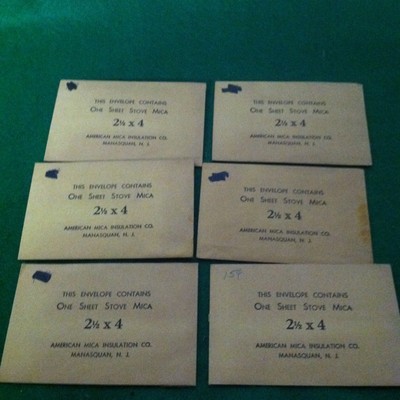 THIS ENVELOPE CONTAINS
ONE SHEET STOVE MICA
2½ x 4
AMERICAN MICA INSULATION CO.
MANASQUAN, N. J.
THIS ENVELOPE CONTAINS
ONE SHEET STOVE MICA
2½ x 4
AMERICAN MICA INSULATION CO.
MANASQUAN, N. J.
THIS ENVELOPE CONTAINS
ONE SHEET STOVE MICA
2½ x 4
AMERICAN MICA INSULATION CO.
MANASQUAN, N. J.
THIS ENVELOPE CONTAINS
ONE SHEET STOVE MICA
2½ x 4
AMERICAN MICA INSULATION CO.
MANASQUAN, N. J.
THIS ENVELOPE CONTAINS
ONE SHEET STOVE MICA
2½ x 4
AMERICAN MICA INSULATION CO.
MANASQUAN, N. J.
THIS ENVELOPE CONTAINS
ONE SHEET STOVE MICA
2½ x 4
AMERICAN MICA INSULATION CO.
MANASQUAN, N. J.